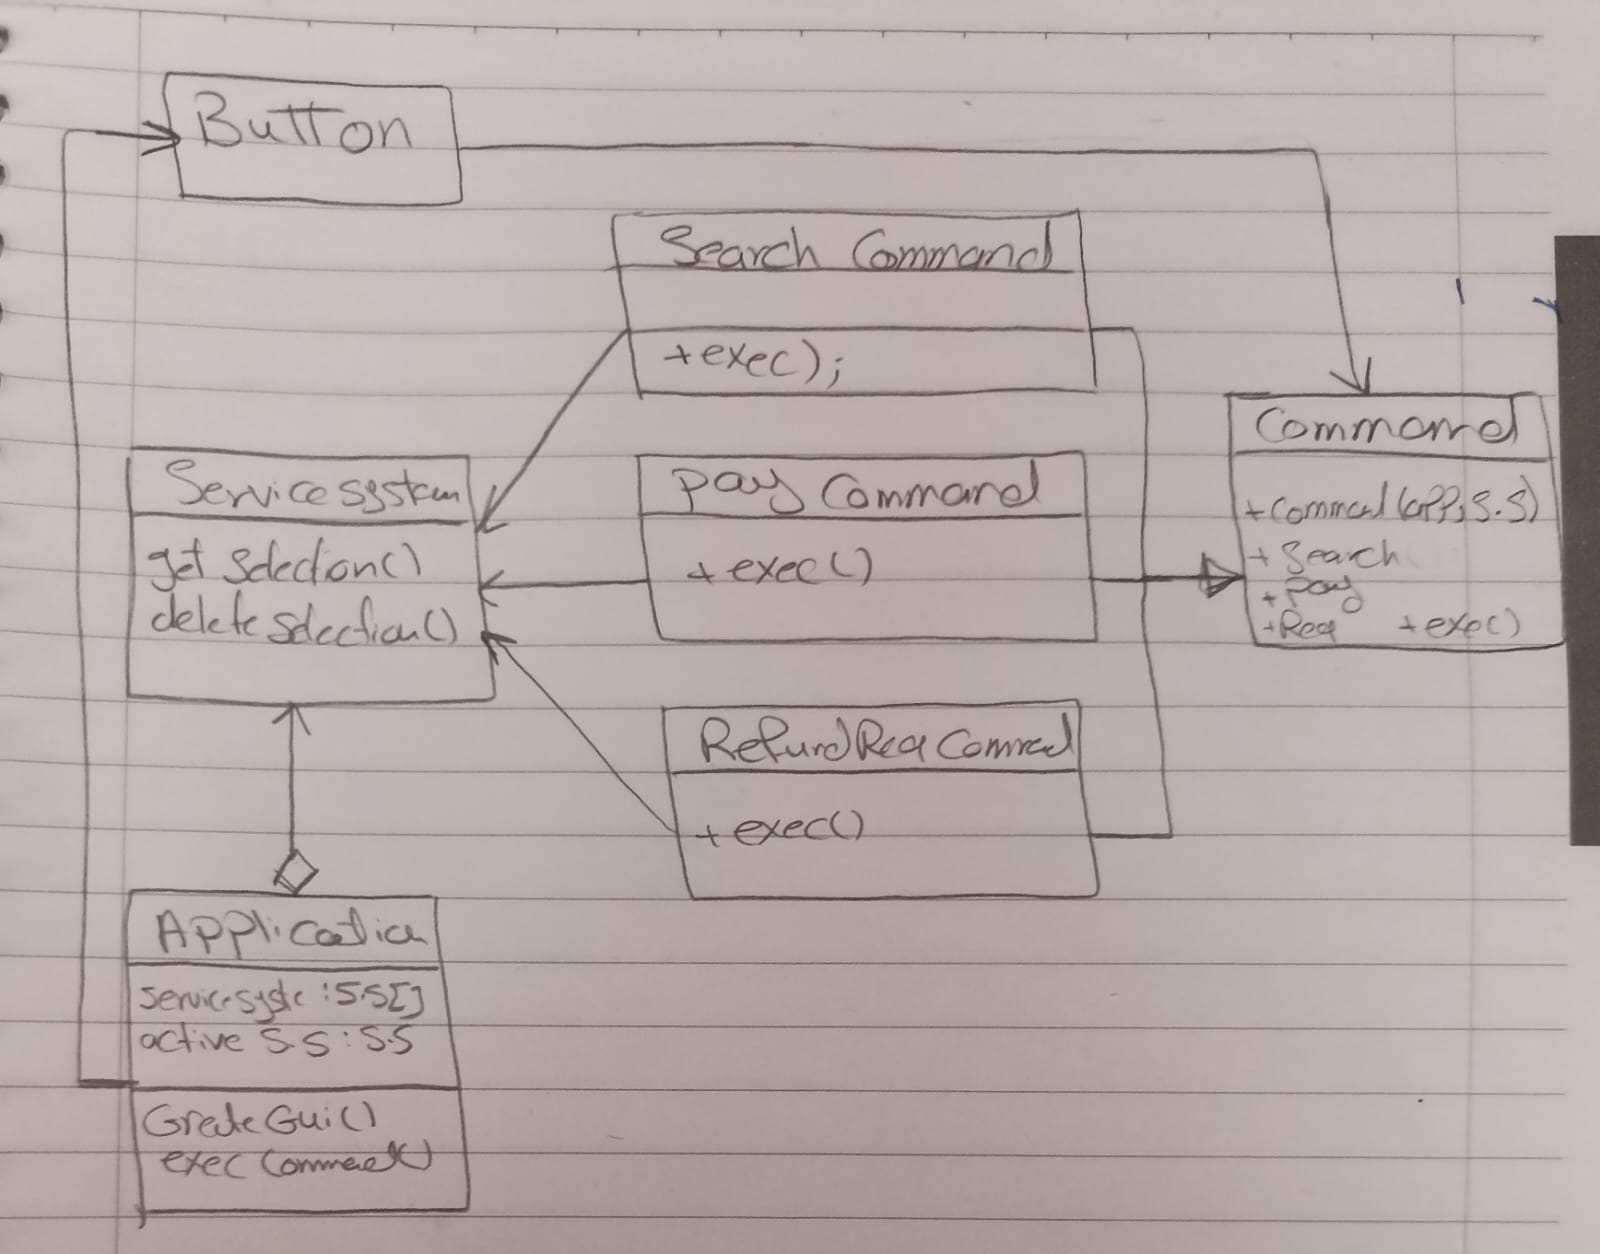 Button
Search Command
+exec();
Command
+Commed(app, S.S)
+Search
+Pay
+Req +exec()
Servicesystem
get Selection()
delete Selection()
Pay Command
+exec()
RefundReq Command
+exec()
Application
servicesyste : S.S[]
active S.S : S.S
CreateGui()
exec Command()